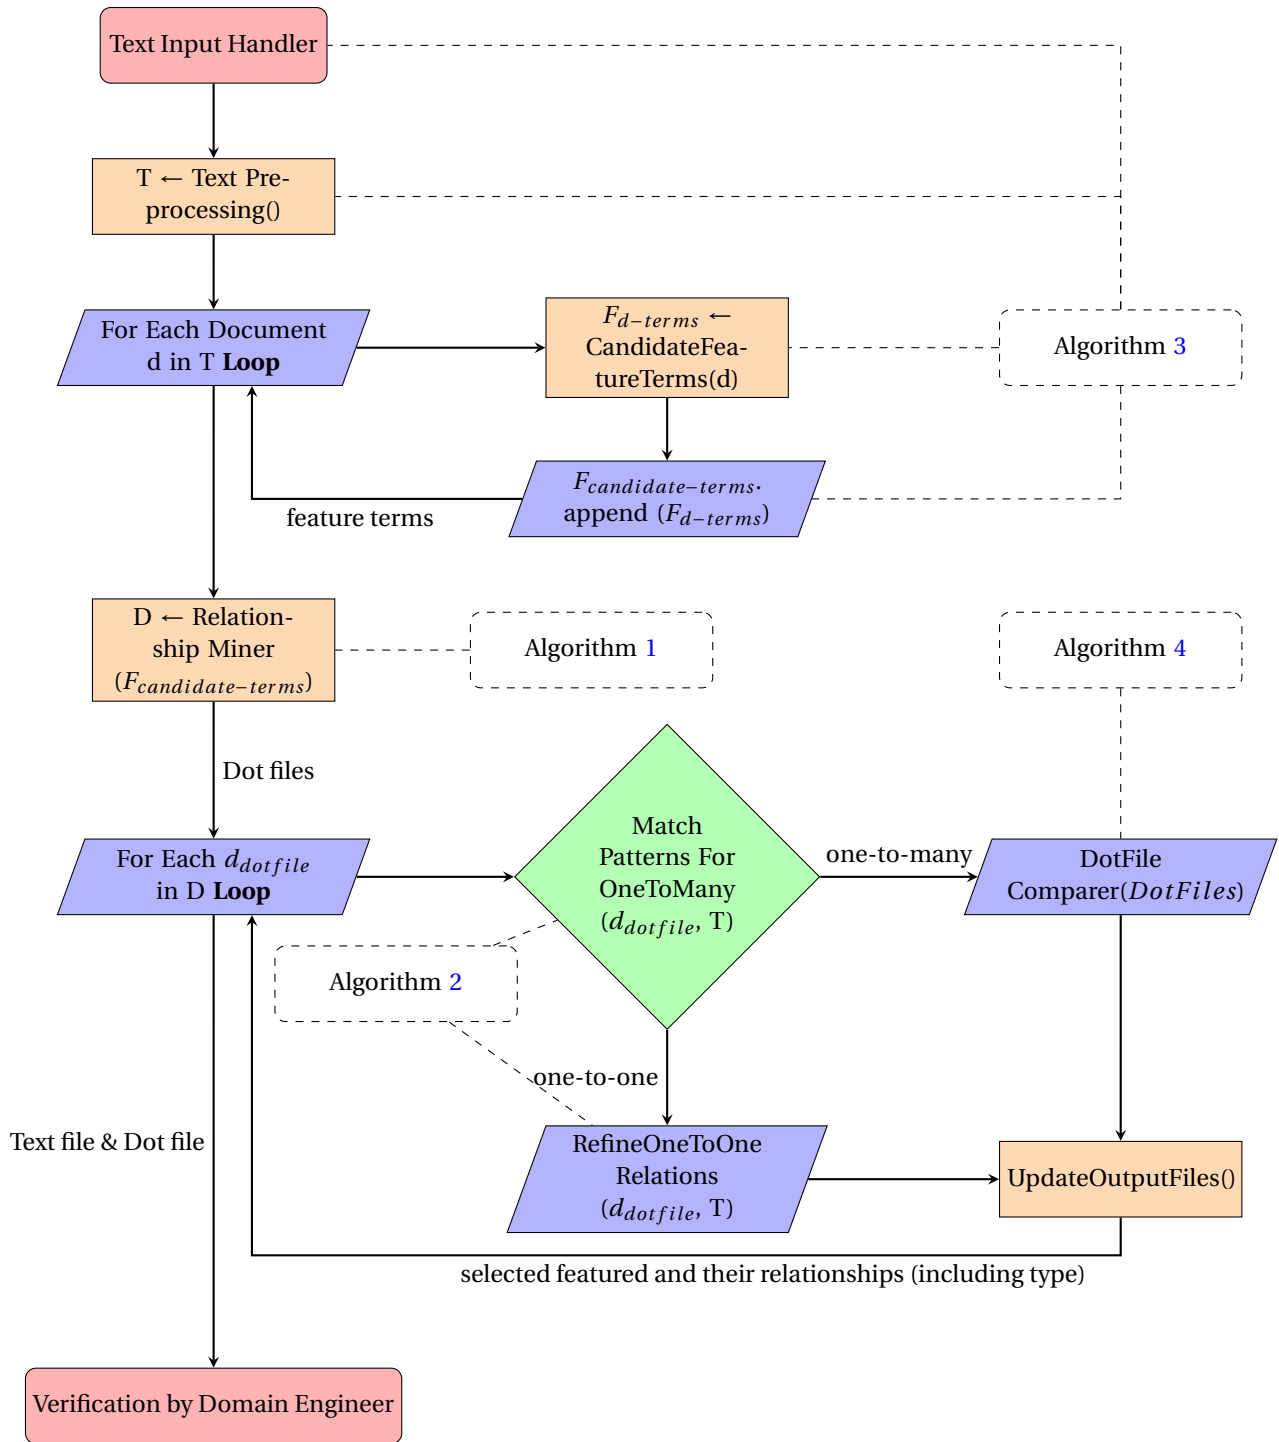 Text Input Handler
T ← Text Pre-
processing()
For Each Document
d in T Loop
F_{d−terms} ←
CandidateFea-
tureTerms(d)
Algorithm 3
F_{candidate−terms}.
append (F_{d−terms})
feature terms
D ← Relation-
ship Miner
(F_{candidate−terms})
Algorithm 1
Algorithm 4
Dot files
For Each d_{dotfile}
in D Loop
Match
Patterns For
OneToMany
(d_{dotfile}, T)
one-to-many
DotFile
Comparer(DotFiles)
Algorithm 2
one-to-one
Text file & Dot file
RefineOneToOne
Relations
(d_{dotfile}, T)
UpdateOutputFiles()
selected featured and their relationships (including type)
Verification by Domain Engineer